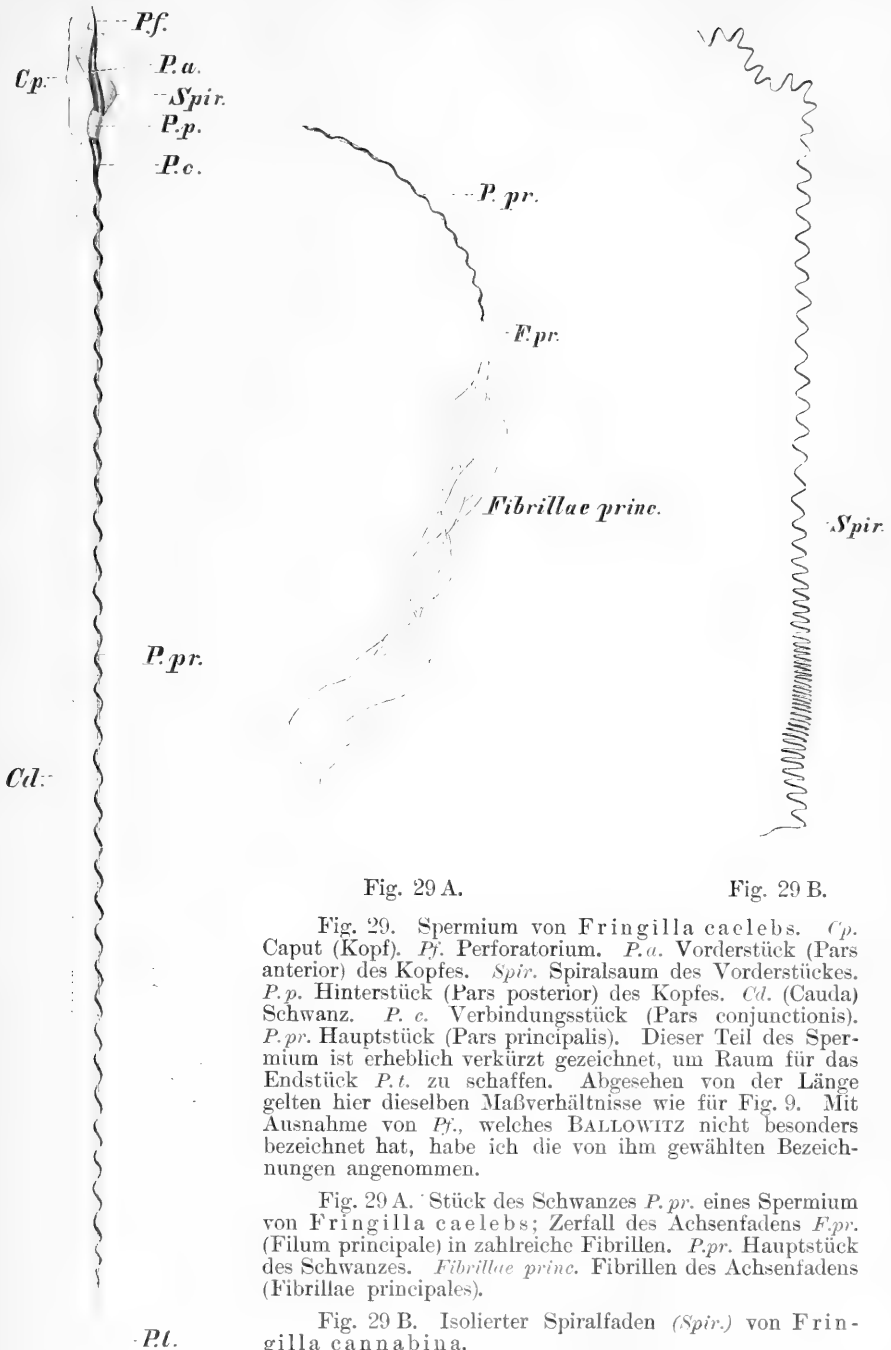 Pf.
P.a.
Cp.
Spir.
P.p.
P.c.
P.pr.
F.pr.
Fibrillae princ.
Spir.
P.pr.
Cd.
Fig. 29 A.
Fig. 29 B.
Fig. 29. Spermium von Fringilla caelebs. Cp.
Caput (Kopf). Pf. Perforatorium. P.a. Vorderstück (Pars
anterior) des Kopfes. Spir. Spiralsaum des Vorderstückes.
P.p. Hinterstück (Pars posterior) des Kopfes. Cd. (Cauda)
Schwanz. P. c. Verbindungsstück (Pars conjunctionis).
P.pr. Hauptstück (Pars principalis). Dieser Teil des Sper-
mium ist erheblich verkürzt gezeichnet, um Raum für das
Endstück P.t. zu schaffen. Abgesehen von der Länge
gelten hier dieselben Maßverhältnisse wie für Fig. 9. Mit
Ausnahme von Pf., welches BALLOWITZ nicht besonders
bezeichnet hat, habe ich die von ihm gewählten Bezeich-
nungen angenommen.
Fig. 29 A. Stück des Schwanzes P. pr. eines Spermium
von Fringilla caelebs; Zerfall des Achsenfadens F.pr.
(Filum principale) in zahlreiche Fibrillen. P.pr. Hauptstück
des Schwanzes. Fibrillae princ. Fibrillen des Achsenfadens
(Fibrillae principales).
Fig. 29 B. Isolierter Spiralfaden (Spir.) von Frin-
gilla cannabina.
P.t.